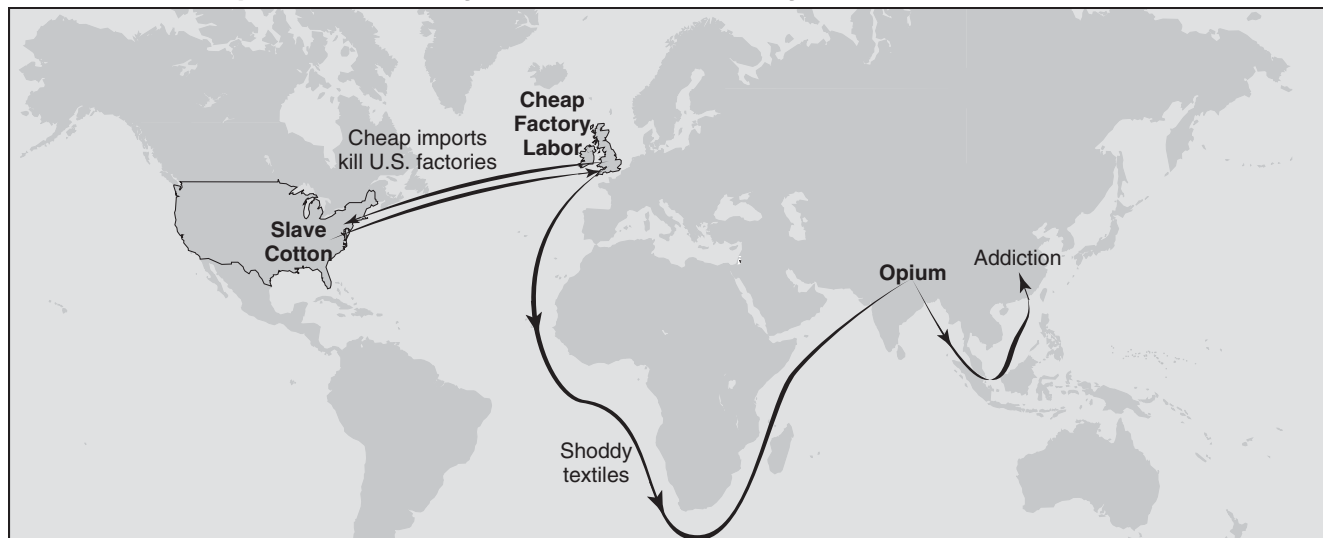 Cheap
Factory
Labor
Cheap imports
kill U.S. factories
Slave
Cotton
Opium
Addiction
Shoddy
textiles